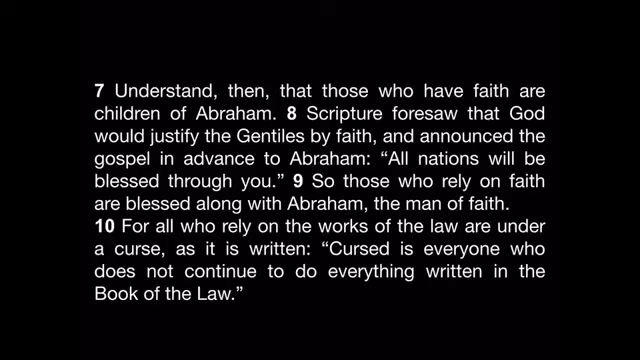 7 Understand, then, that those who have faith are
children of Abraham. 8 Scripture foresaw that God
would justify the Gentiles by faith, and announced the
gospel in advance to Abraham: “All nations will be
blessed through you.” 9 So those who rely on faith
are blessed along with Abraham, the man of faith.
10 For all who rely on the works of the law are under
a curse, as it is written: “Cursed is everyone who
does not continue to do everything written in the
Book of the Law.”